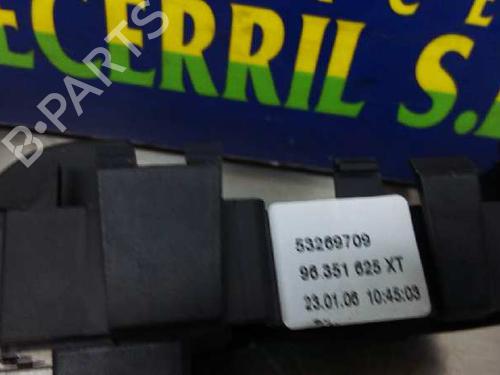 ECERRIL S.L
B-PARTS
53269709
96 351 625 XT
23.01.06 10:45:03